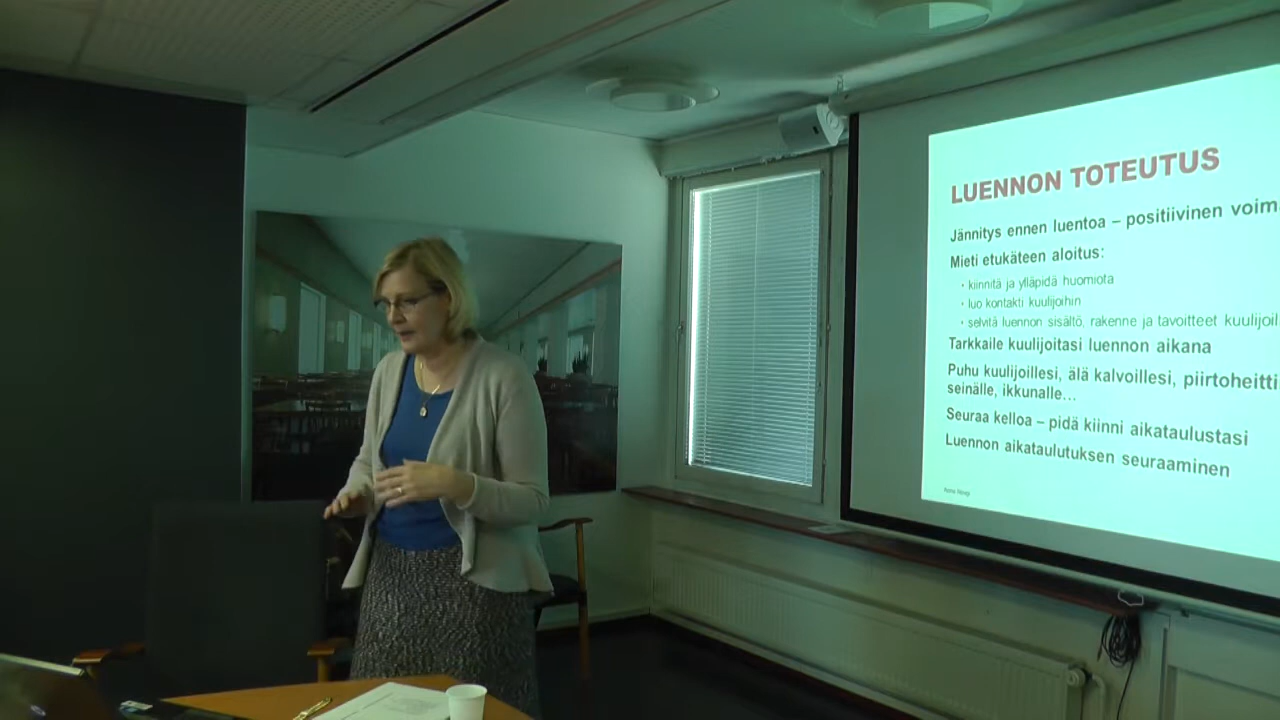 LUENNON TOTEUTUS
Jännitys ennen luentoa – positiivinen voim
Mieti etukäteen aloitus:
• kiinnitä ja ylläpidä huomiota
• luo kontakti kuulijoihin
• selvitä luennon sisältö, rakenne ja tavoitteet kuulijoil
Tarkkaile kuulijoitasi luennon aikana
Puhu kuulijoillesi, älä kalvoillesi, piirtoheitti
seinälle, ikkunalle…
Seuraa kelloa – pidä kiinni aikataulustasi
Luennon aikataulutuksen seuraaminen